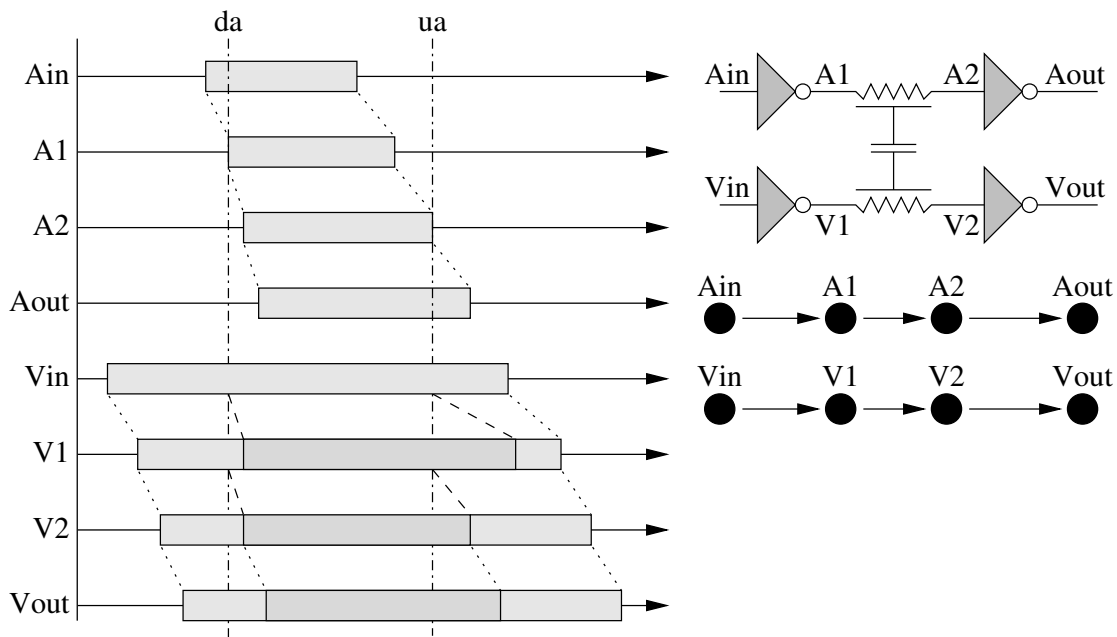 da ua
Ain
A1
A2
Aout
Vin
V1
V2
Vout
Ain A1 A2 Aout
Vin V1 V2 Vout
Ain A1 A2 Aout
Vin V1 V2 Vout